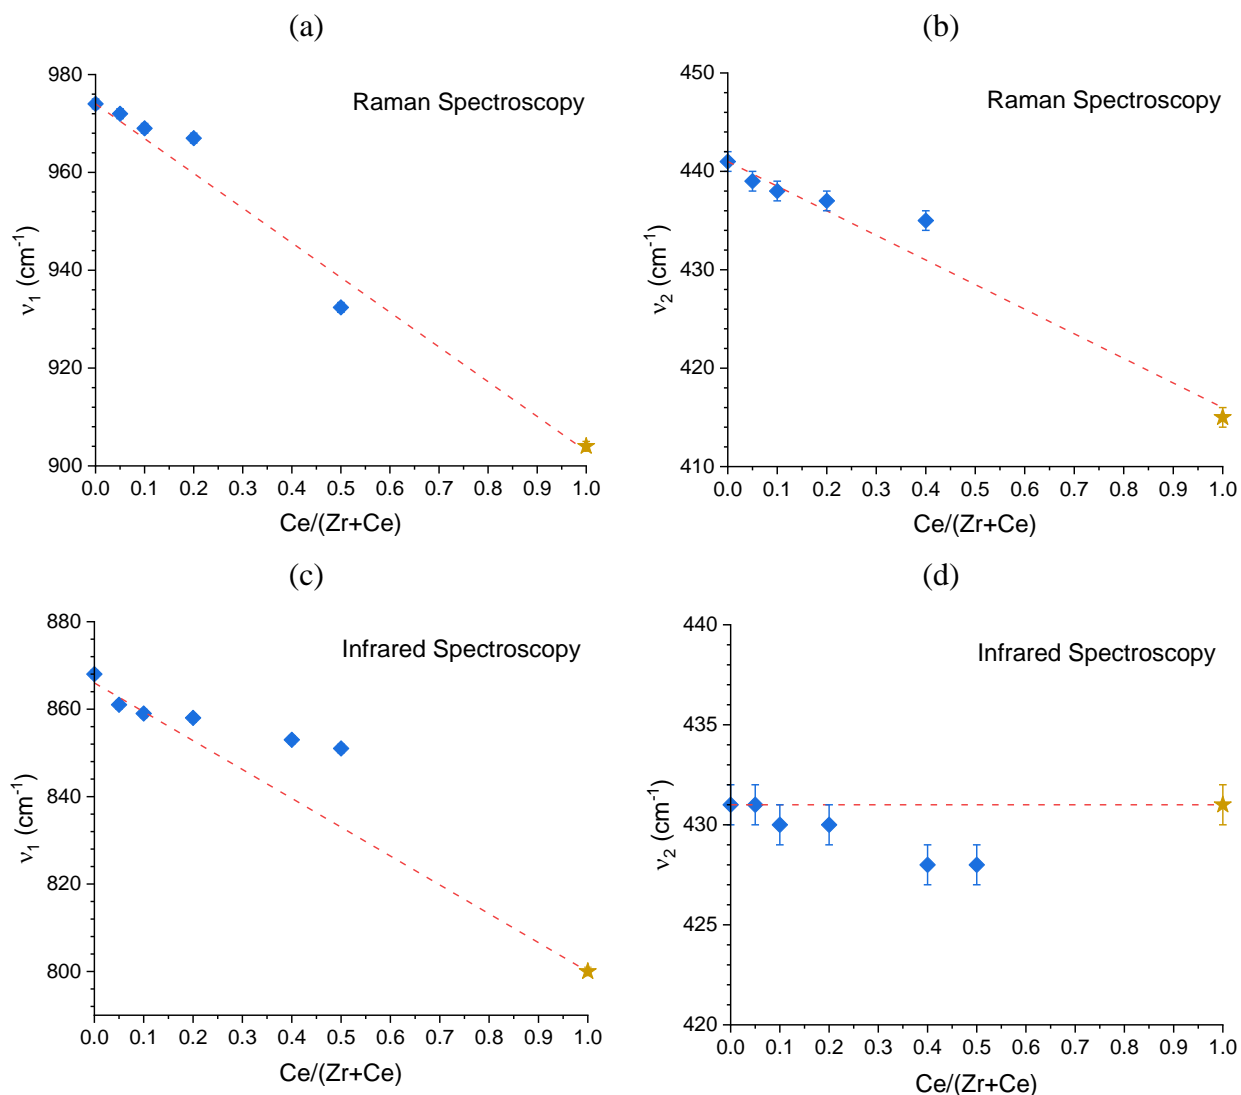 (a)
Raman Spectroscopy
980
960
940
920
900
ν₁ (cm⁻¹)
0.0 0.1 0.2 0.3 0.4 0.5 0.6 0.7 0.8 0.9 1.0
Ce/(Zr+Ce)
(b)
Raman Spectroscopy
450
440
430
420
410
ν₂ (cm⁻¹)
0.0 0.1 0.2 0.3 0.4 0.5 0.6 0.7 0.8 0.9 1.0
Ce/(Zr+Ce)
(c)
Infrared Spectroscopy
880
860
840
820
800
ν₁ (cm⁻¹)
0.0 0.1 0.2 0.3 0.4 0.5 0.6 0.7 0.8 0.9 1.0
Ce/(Zr+Ce)
(d)
Infrared Spectroscopy
440
435
430
425
420
ν₂ (cm⁻¹)
0.0 0.1 0.2 0.3 0.4 0.5 0.6 0.7 0.8 0.9 1.0
Ce/(Zr+Ce)